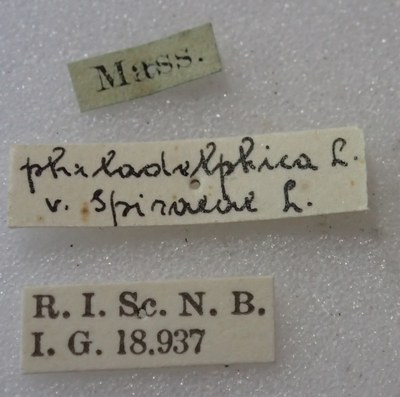 Mass.
philadelphica L.
v. Spiraeae L.
R. I. Sc. N. B.
I. G. 18.937